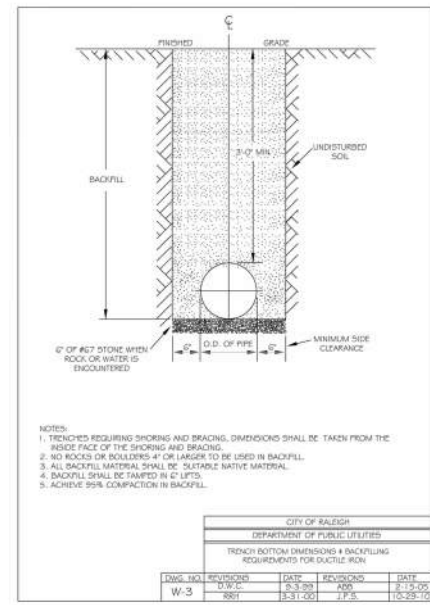 ℄
FINISHED GRADE
3'-0" MIN.
UNDISTURBED
SOIL
BACKFILL
6" OF #67 STONE WHEN
ROCK OR WATER IS
ENCOUNTERED
6" O.D. OF PIPE 6"
MINIMUM SIDE
CLEARANCE
NOTES:
1. TRENCHES REQUIRING SHORING AND BRACING, DIMENSIONS SHALL BE TAKEN FROM THE
INSIDE FACE OF THE SHORING AND BRACING.
2. NO ROCKS OR BOULDERS 4" OR LARGER TO BE USED IN BACKFILL.
3. ALL BACKFILL MATERIAL SHALL BE SUITABLE NATIVE MATERIAL.
4. BACKFILL SHALL BE TAMPED IN 6" LIFTS.
5. ACHIEVE 95% COMPACTION IN BACKFILL.
CITY OF RALEIGH
DEPARTMENT OF PUBLIC UTILITIES
TRENCH BOTTOM DIMENSIONS & BACKFILLING
REQUIREMENTS FOR DUCTILE IRON
DWG. NO. REVISIONS DATE REVISIONS DATE
W-3 D.W.C. 9-3-99 ABB 2-15-05
RRH 3-31-00 J.P.S. 10-29-10